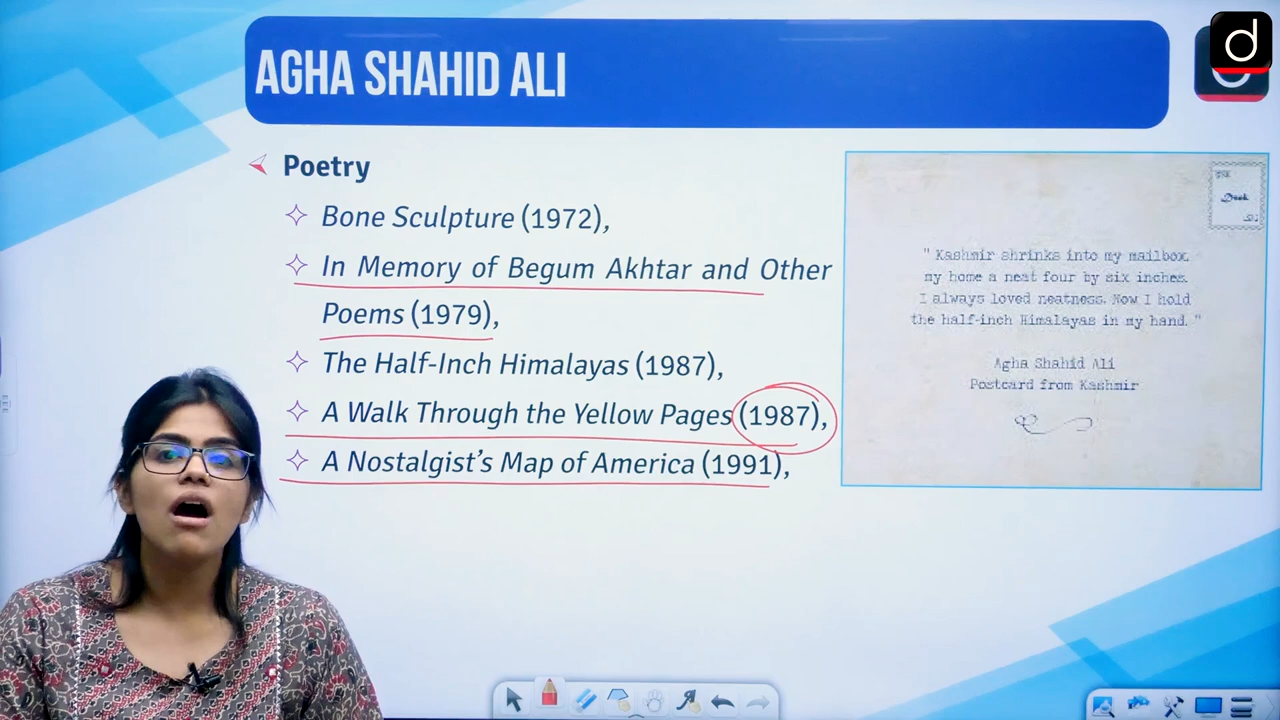 AGHA SHAHID ALI
d
Poetry
Bone Sculpture (1972),
In Memory of Begum Akhtar and Other
Poems (1979),
The Half-Inch Himalayas (1987),
A Walk Through the Yellow Pages (1987),
A Nostalgist's Map of America (1991),
" Kashmir shrinks into my mailbox.
my home a neat four by six inches.
I always loved neatness. Now I hold
the half-inch Himalayas in my hand. "
Agha Shahid Ali
Postcard from Kashmir